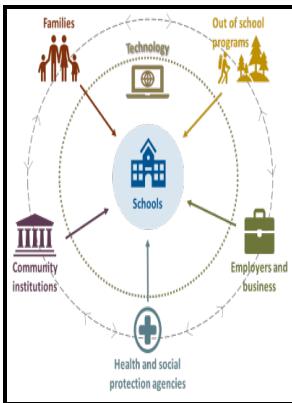 Families
Out of school
programs
Technology
Schools
Community
institutions
Employers and
business
Health and social
protection agencies